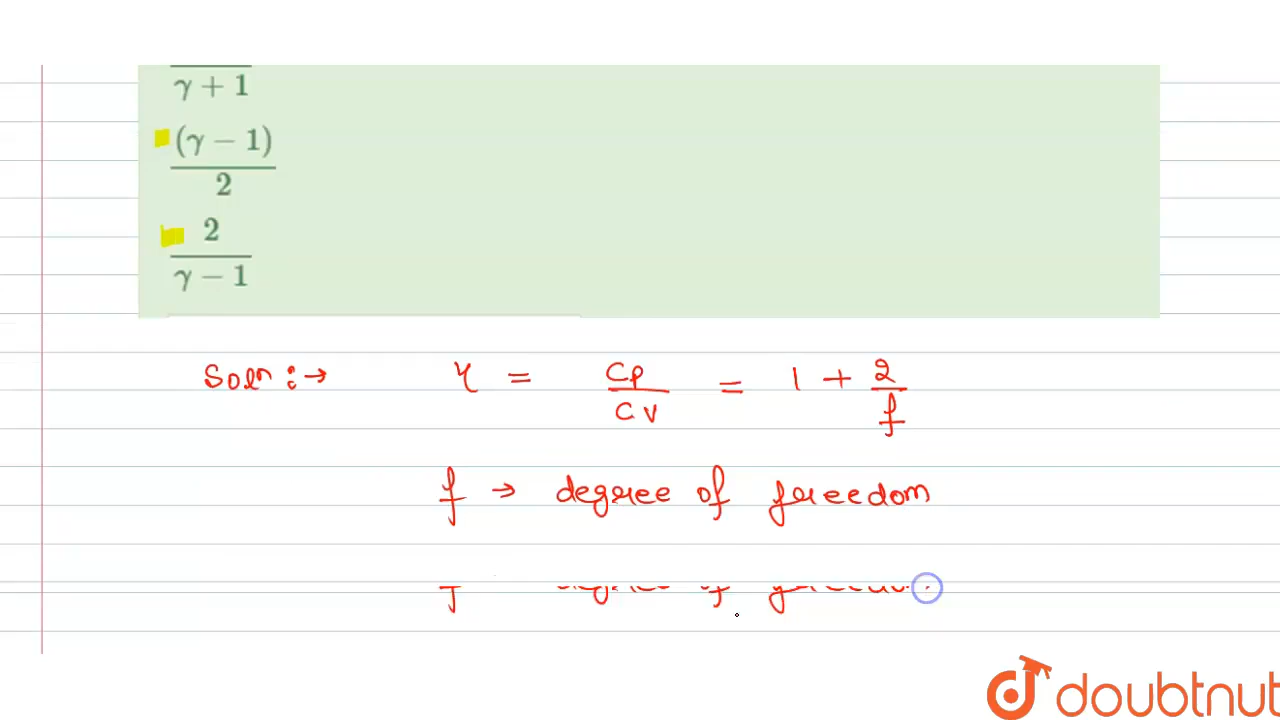 γ + 1
(γ − 1)
2
2
γ − 1
Soln :→ γ = CP/CV = 1 + 2/f
f → degree of freedom
doubtnut